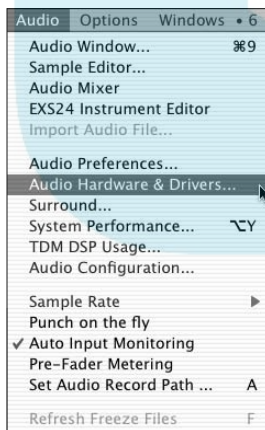 Audio Options Windows • 6
Audio Window... ⌘9
Sample Editor...
Audio Mixer
EXS24 Instrument Editor
Import Audio File...
Audio Preferences...
Audio Hardware & Drivers...
Surround...
System Performance... ⌥Y
TDM DSP Usage...
Audio Configuration...
Sample Rate ▶
Punch on the fly
✓ Auto Input Monitoring
Pre-Fader Metering
Set Audio Record Path ... A
Refresh Freeze Files F